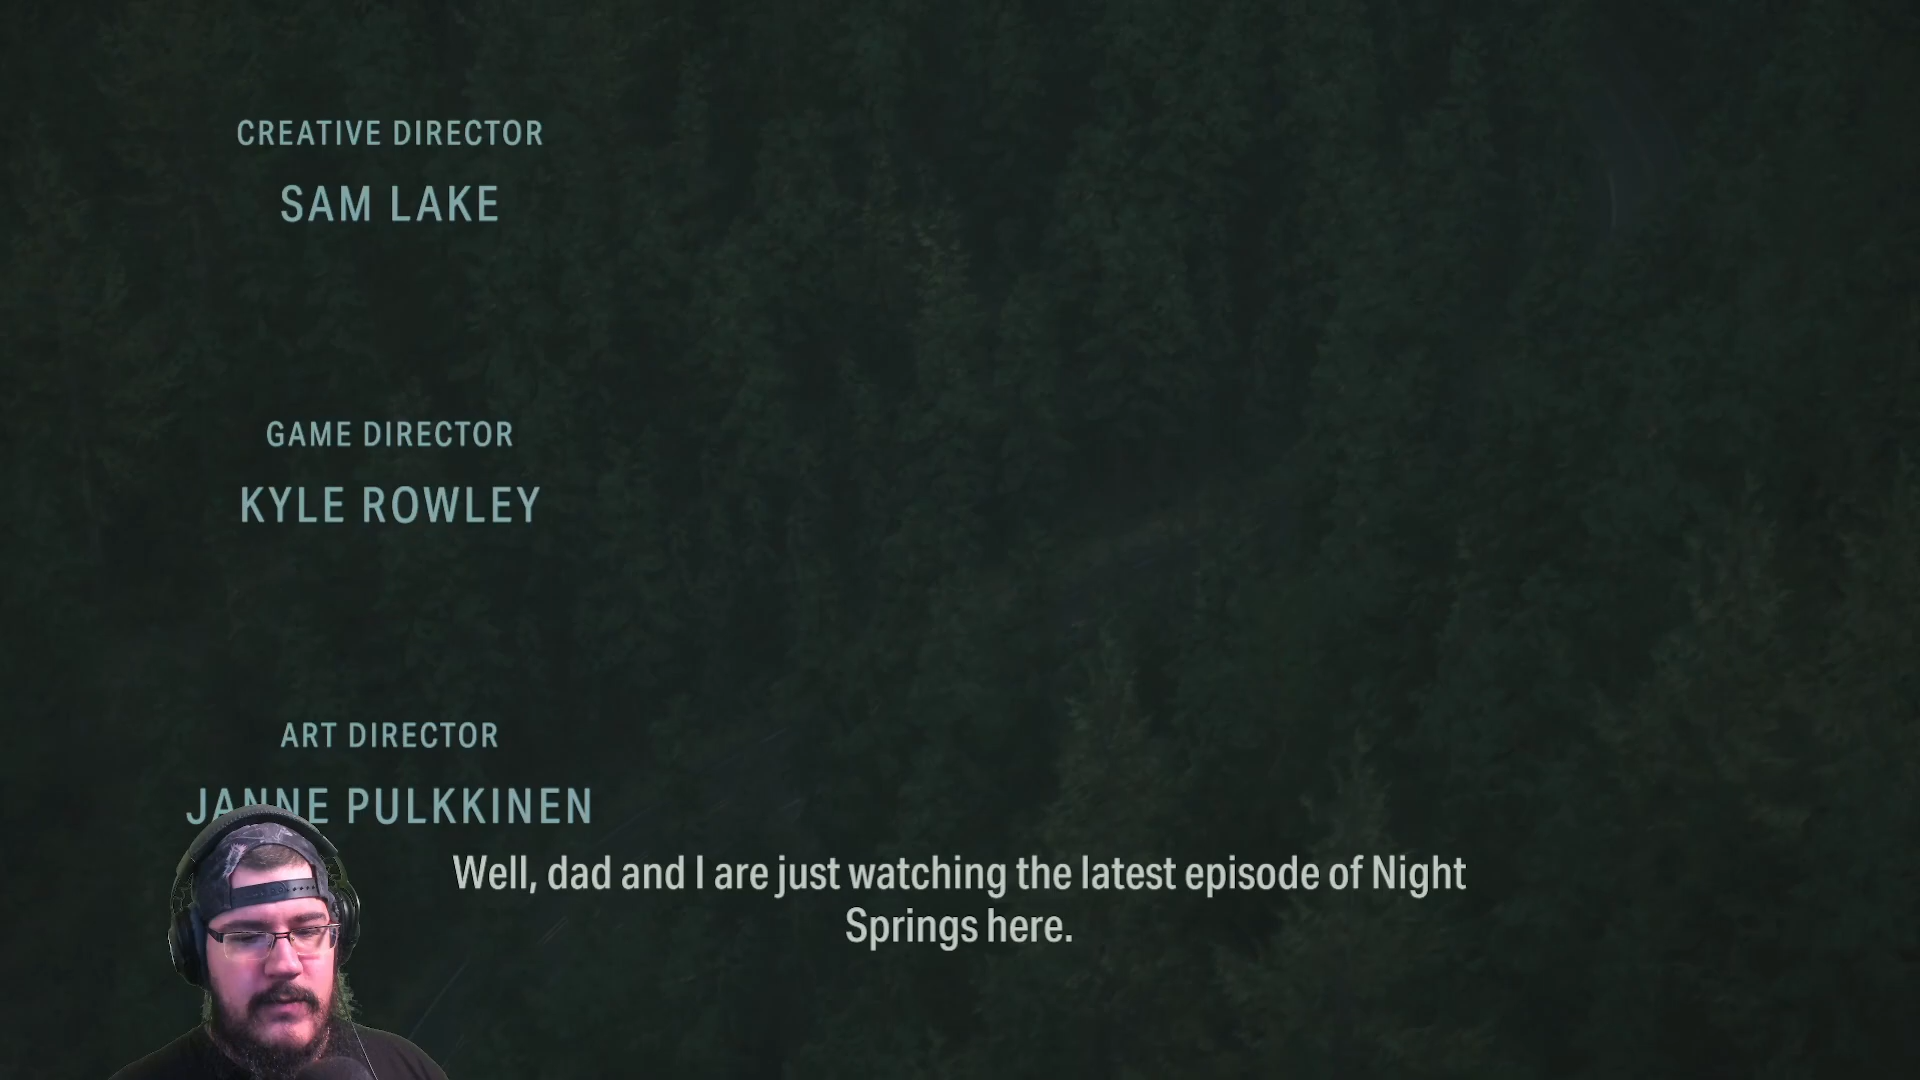 CREATIVE DIRECTOR
SAM LAKE
GAME DIRECTOR
KYLE ROWLEY
ART DIRECTOR
JANNE PULKKINEN
Well, dad and I are just watching the latest episode of Night
Springs here.